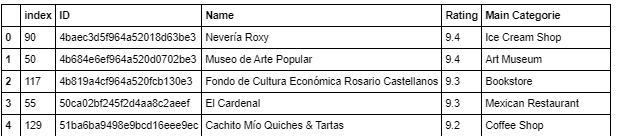 index ID Name Rating Main Categorie
0 90 4baec3d5f964a52018d63be3 Nevería Roxy 9.4 Ice Cream Shop
1 50 4b684e6ef964a520d0702be3 Museo de Arte Popular 9.4 Art Museum
2 117 4b819a4cf964a520fcb130e3 Fondo de Cultura Económica Rosario Castellanos 9.3 Bookstore
3 55 50ca02bf245f2d4aa8c2aeef El Cardenal 9.3 Mexican Restaurant
4 129 51ba6ba9498e9bcd16eee9ec Cachito Mío Quiches & Tartas 9.2 Coffee Shop